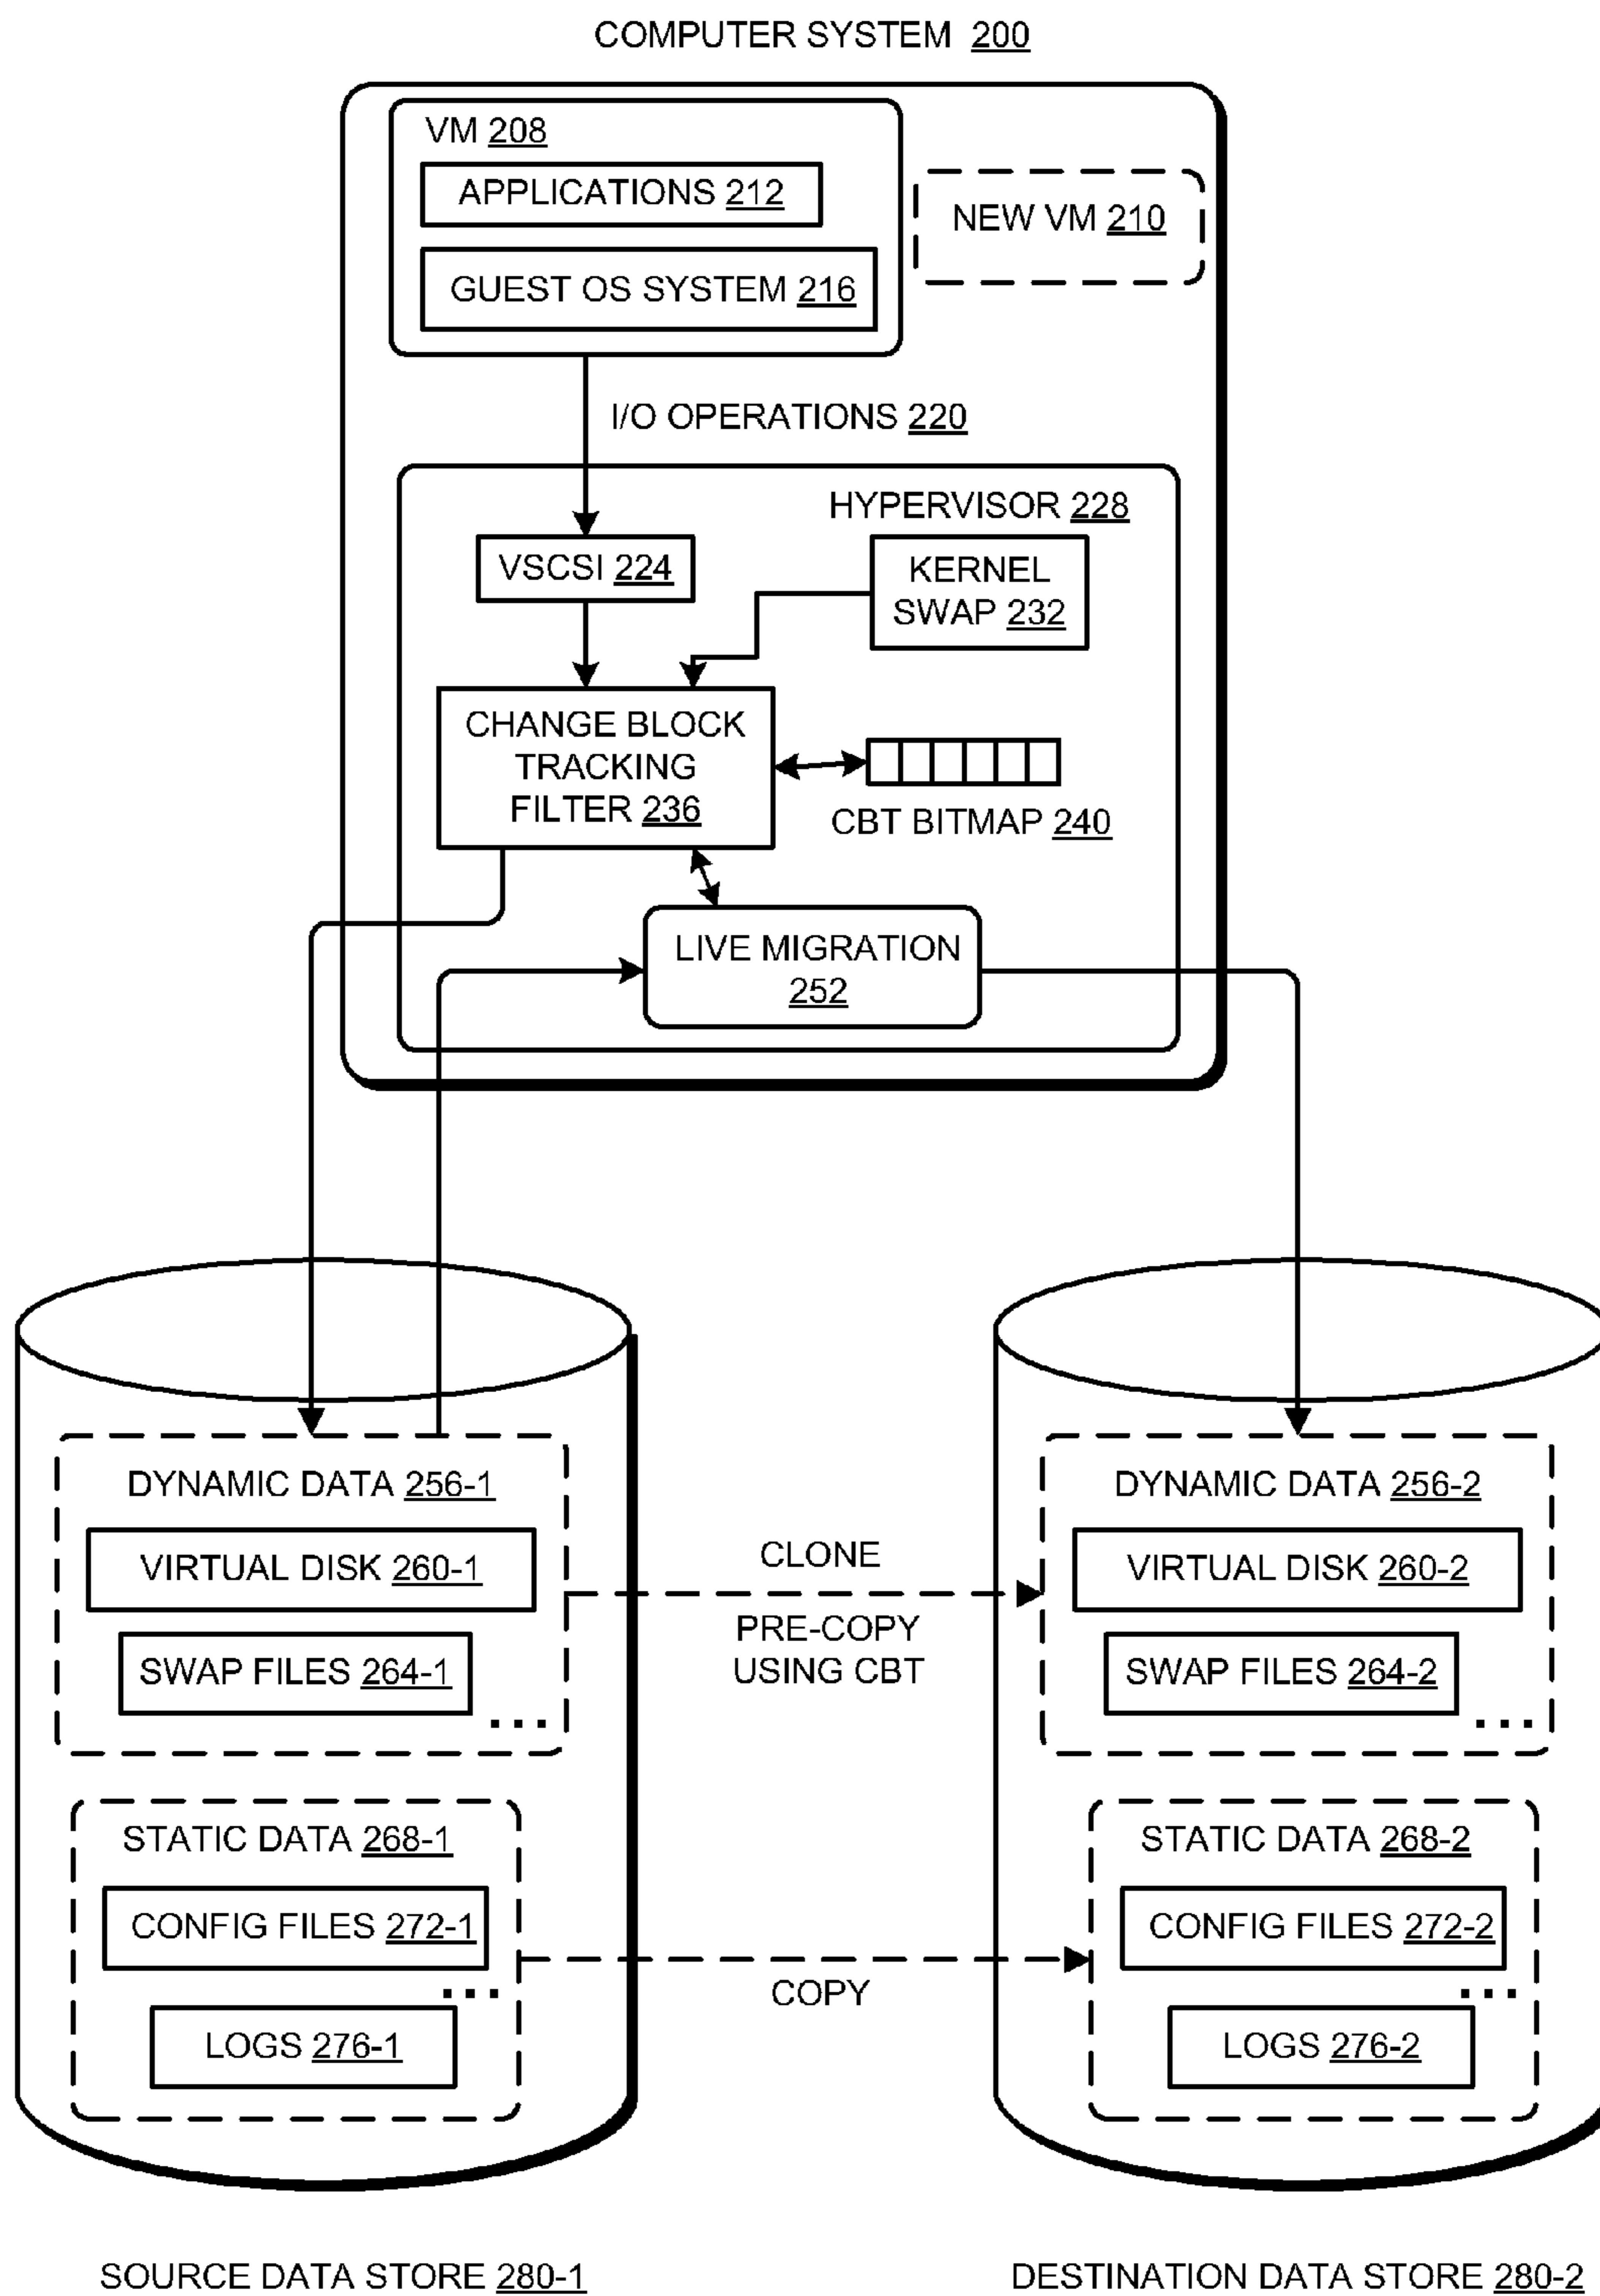 COMPUTER SYSTEM 200
VM 208
APPLICATIONS 212
GUEST OS SYSTEM 216
NEW VM 210
I/O OPERATIONS 220
HYPERVISOR 228
VSCSI 224
KERNEL
SWAP 232
CHANGE BLOCK
TRACKING
FILTER 236
CBT BITMAP 240
LIVE MIGRATION
252
DYNAMIC DATA 256-1
VIRTUAL DISK 260-1
SWAP FILES 264-1
...
CLONE
PRE-COPY
USING CBT
DYNAMIC DATA 256-2
VIRTUAL DISK 260-2
SWAP FILES 264-2
...
STATIC DATA 268-1
CONFIG FILES 272-1
...
LOGS 276-1
COPY
STATIC DATA 268-2
CONFIG FILES 272-2
...
LOGS 276-2
SOURCE DATA STORE 280-1
DESTINATION DATA STORE 280-2